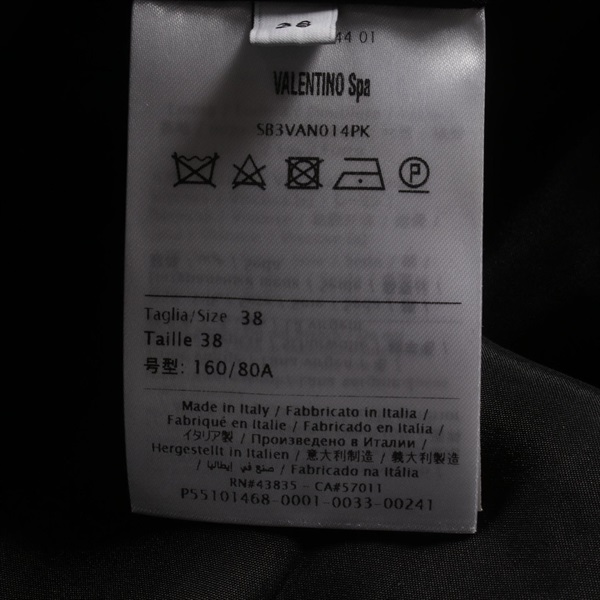 38
44 01
VALENTINO Spa
SB3VAN014PK
P
Taglia/Size 38
Taille 38
号型: 160/80A
Made in Italy / Fabbricato in Italia /
Fabriqué en Italie / Fabricado en Italia /
イタリア製 / Произведено в Италии /
Hergestellt in Italien / 意大利制造 / 義大利製造
/ صنع في إيطاليا / Fabricado na Itália
RN#43835 - CA#57011
P55101468-0001-0033-00241